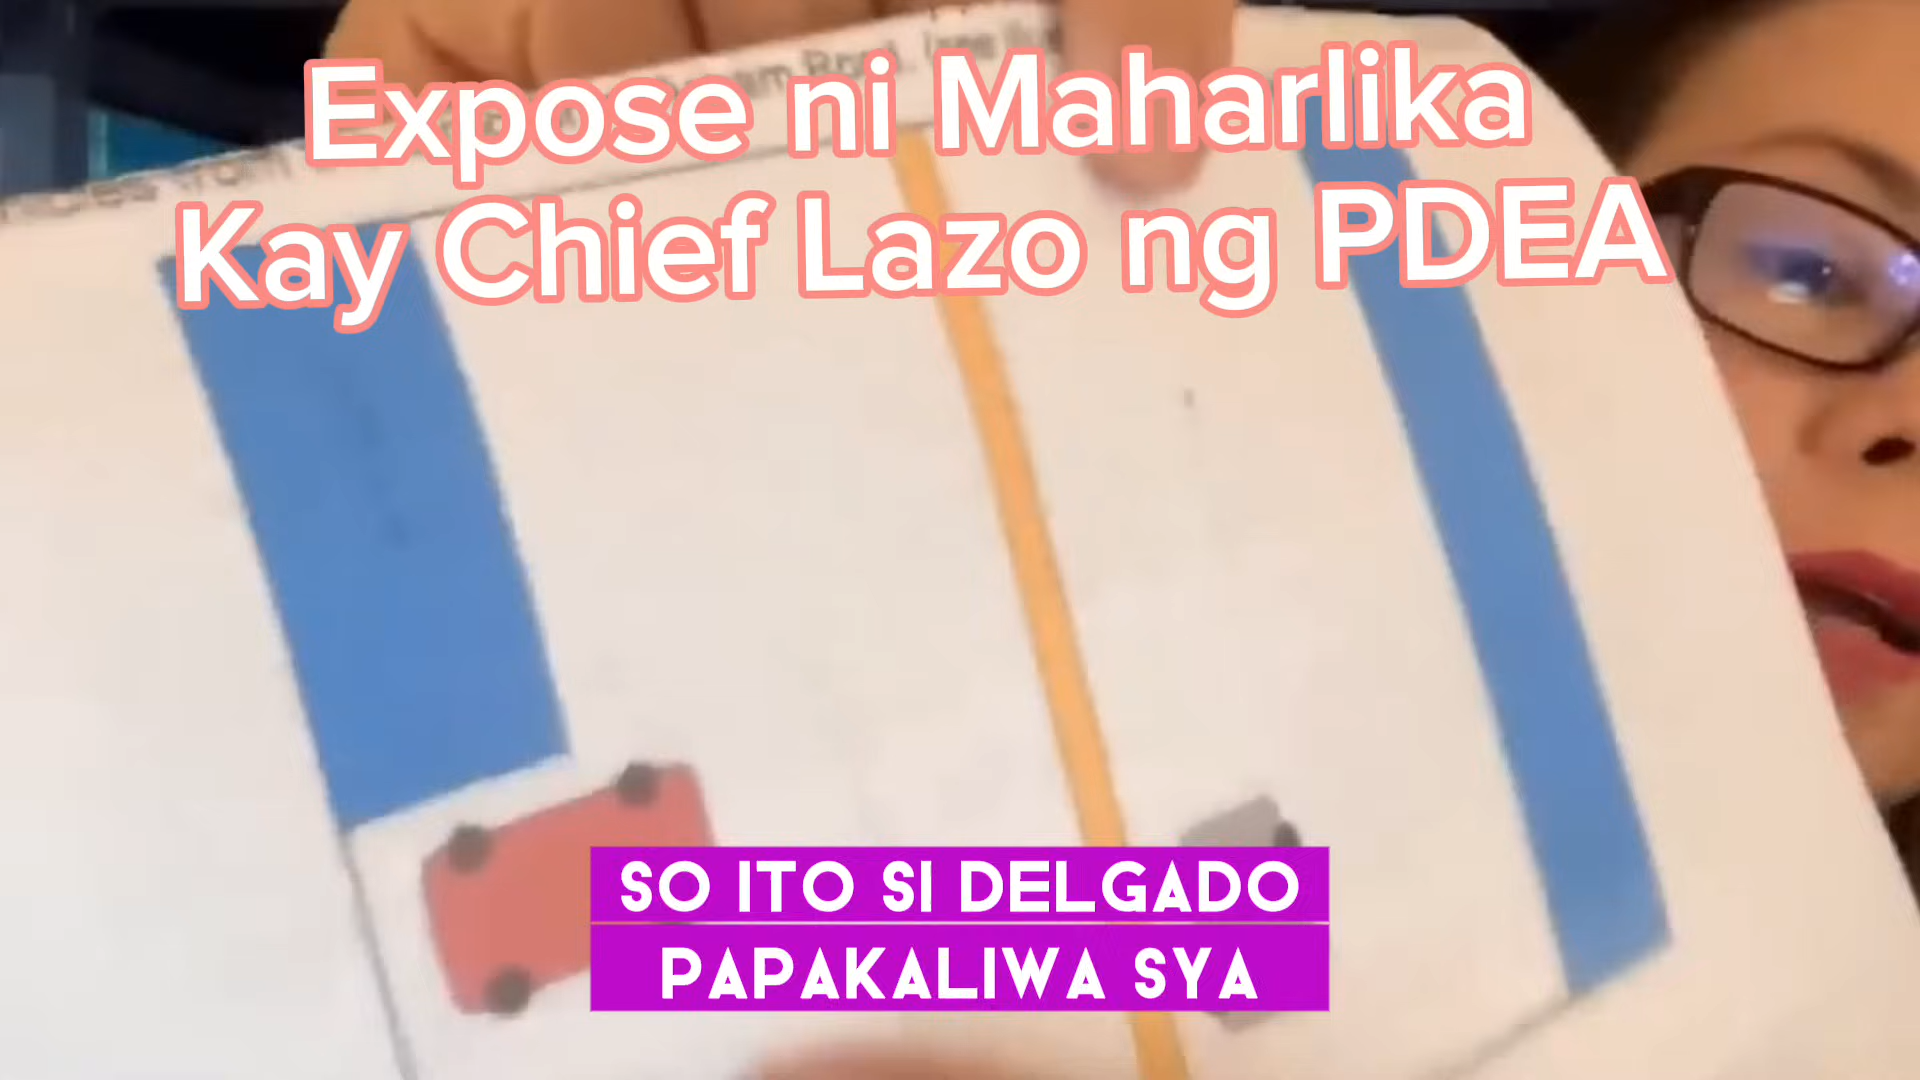 Expose ni Maharlika
Kay Chief Lazo ng PDEA
SO ITO SI DELGADO
PAPAKALIWA SYA